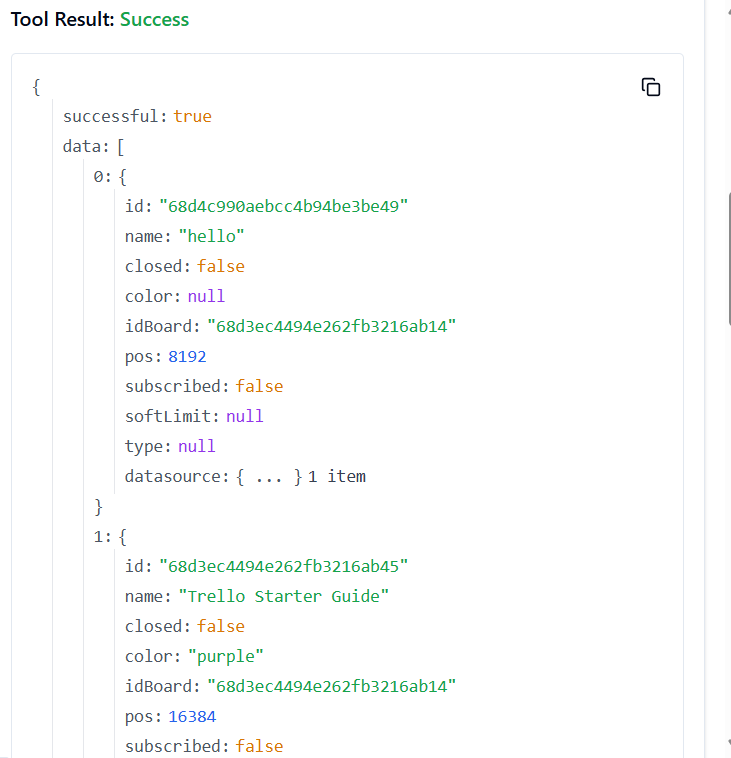 Tool Result: Success
{
successful: true
data: [
0: {
id: "68d4c990aebcc4b94be3be49"
name: "hello"
closed: false
color: null
idBoard: "68d3ec4494e262fb3216ab14"
pos: 8192
subscribed: false
softLimit: null
type: null
datasource: { ... } 1 item
}
1: {
id: "68d3ec4494e262fb3216ab45"
name: "Trello Starter Guide"
closed: false
color: "purple"
idBoard: "68d3ec4494e262fb3216ab14"
pos: 16384
subscribed: false